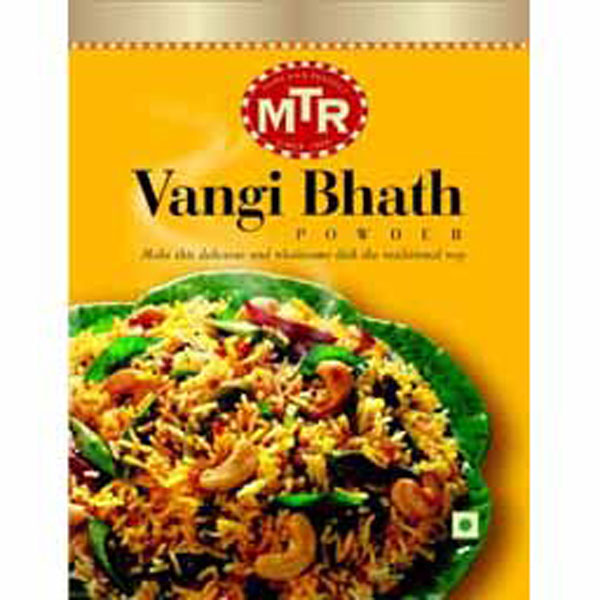 MTR
Vangi Bhath
POWDER
Make this delicious and wholesome dish the traditional way